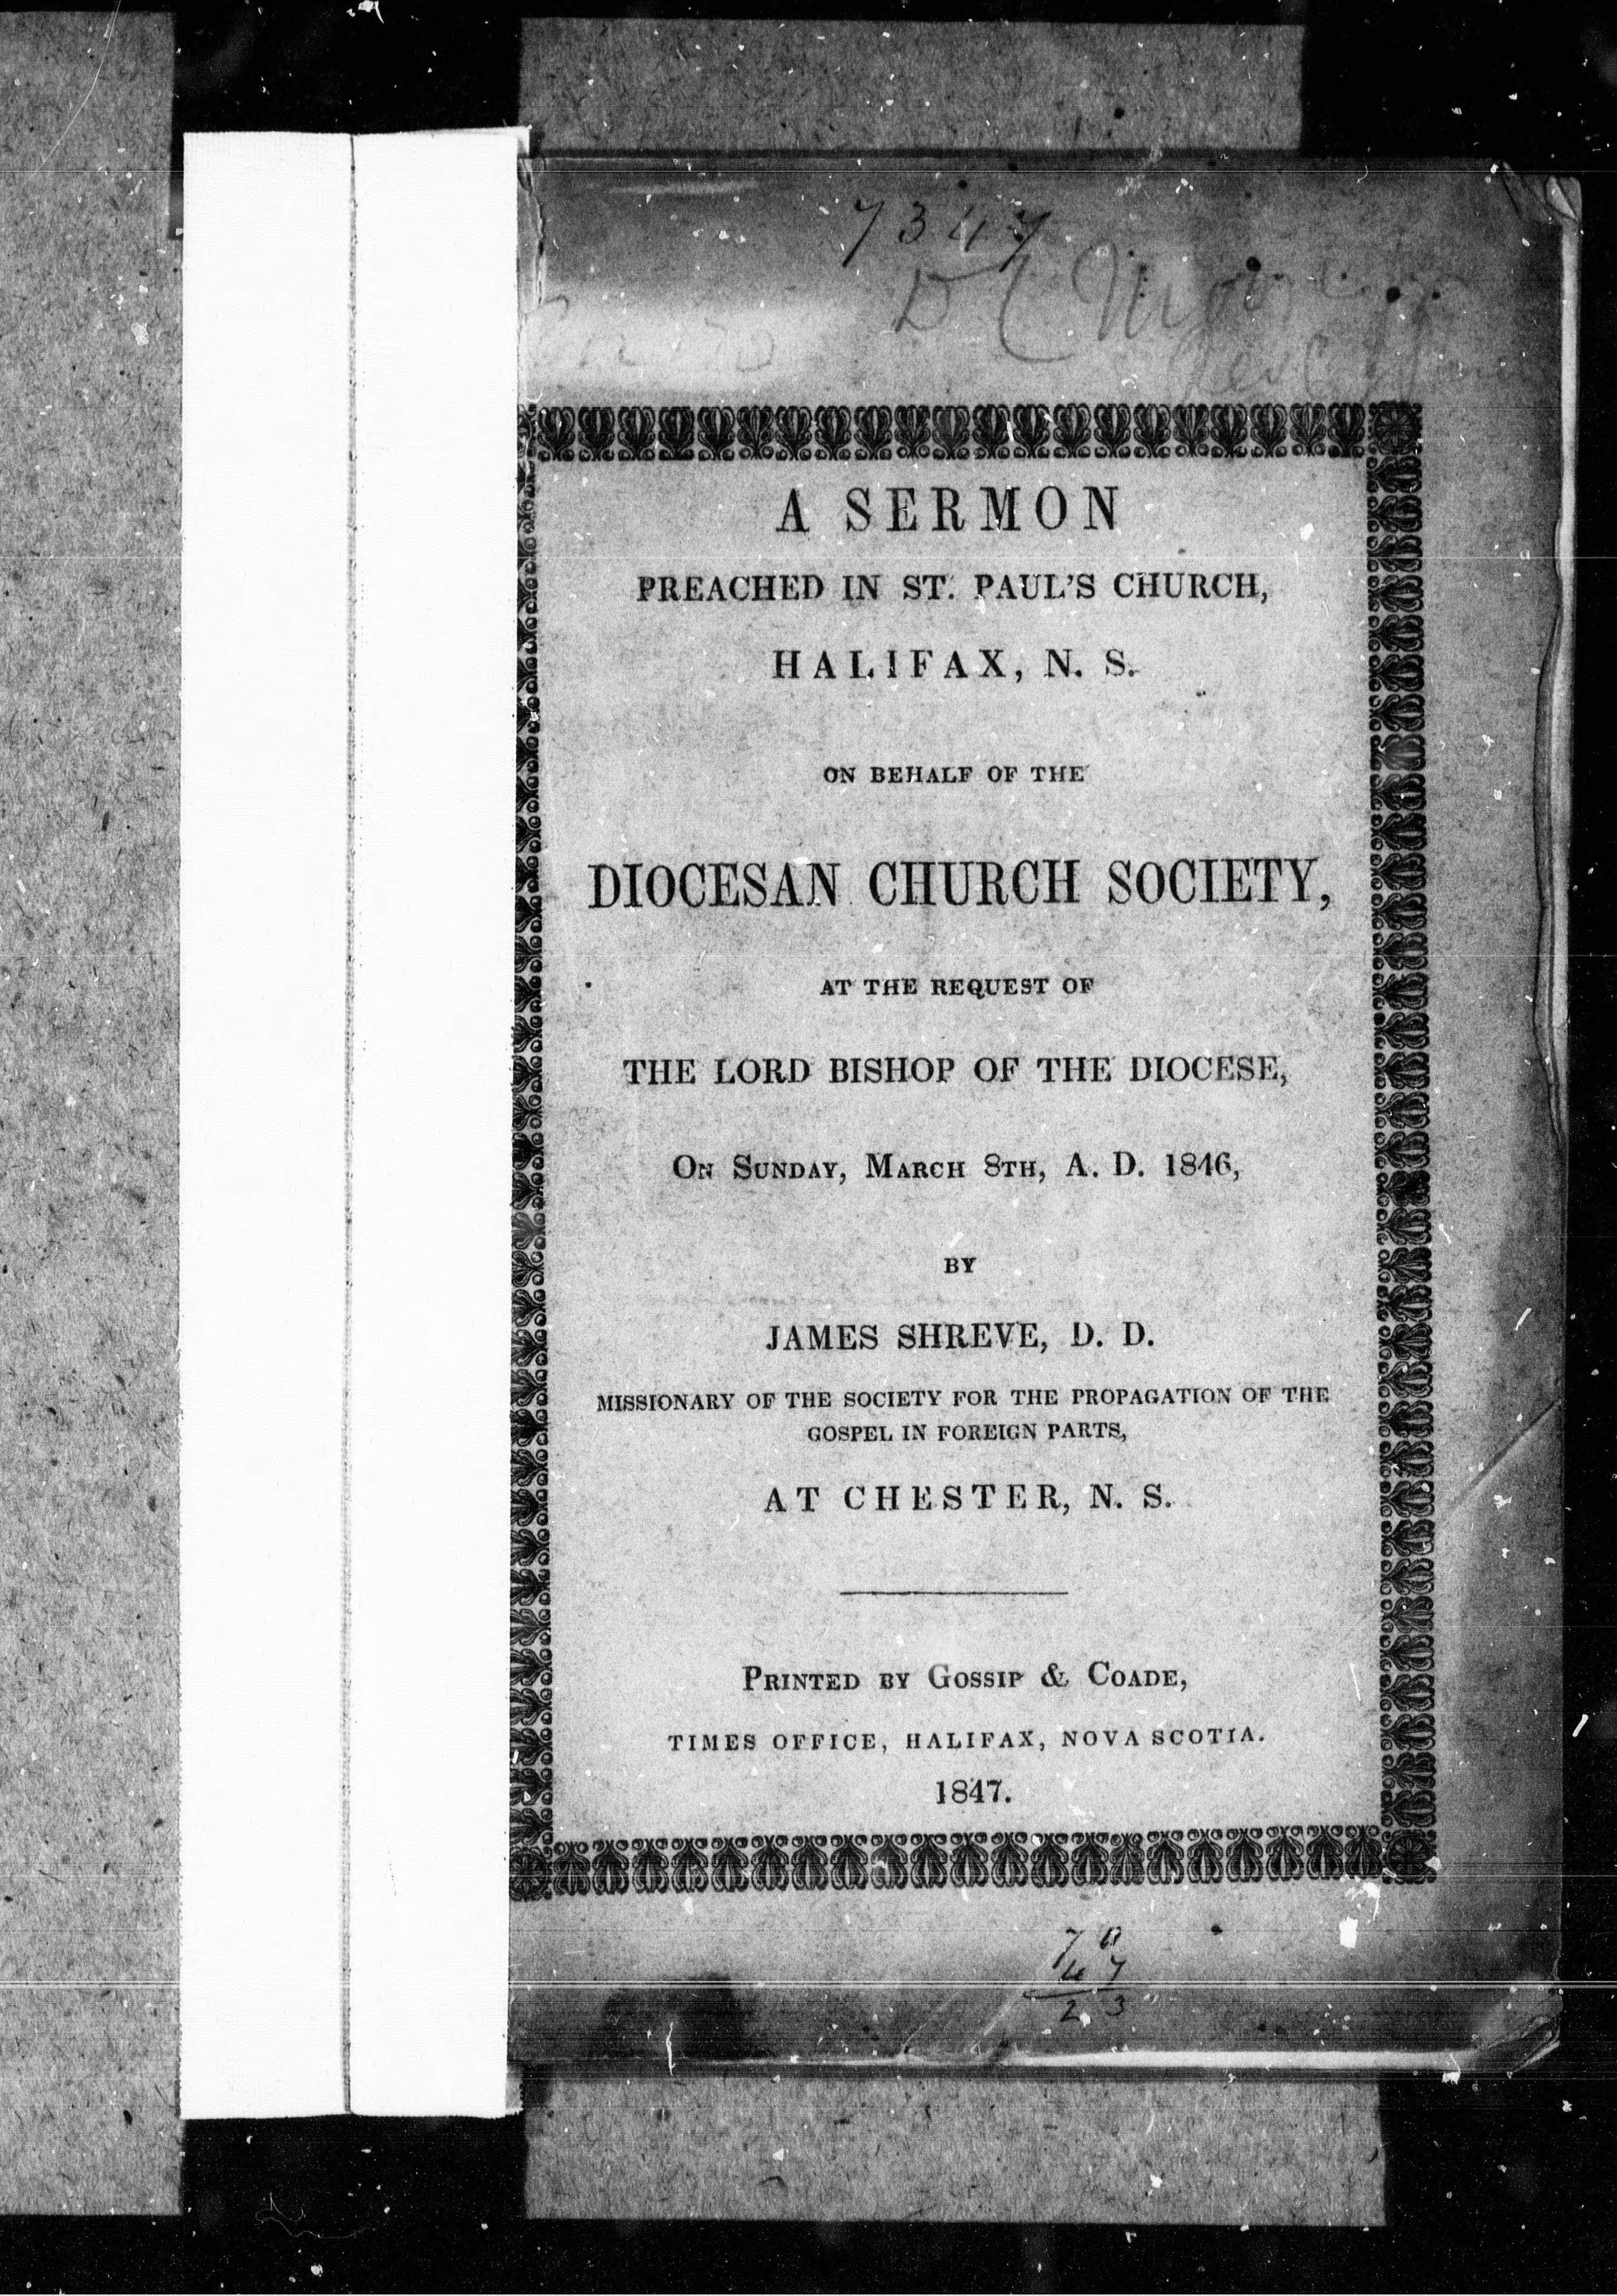 7347
A SERMON
PREACHED IN ST. PAUL'S CHURCH,
HALIFAX, N. S.
ON BEHALF OF THE
DIOCESAN CHURCH SOCIETY,
AT THE REQUEST OF
THE LORD BISHOP OF THE DIOCESE,
ON SUNDAY, MARCH 8TH, A. D. 1846,
BY
JAMES SHREVE, D. D.
MISSIONARY OF THE SOCIETY FOR THE PROPAGATION OF THE
GOSPEL IN FOREIGN PARTS,
AT CHESTER, N. S.
PRINTED BY GOSSIP & COADE,
TIMES OFFICE, HALIFAX, NOVA SCOTIA.
1847.
70
47
23